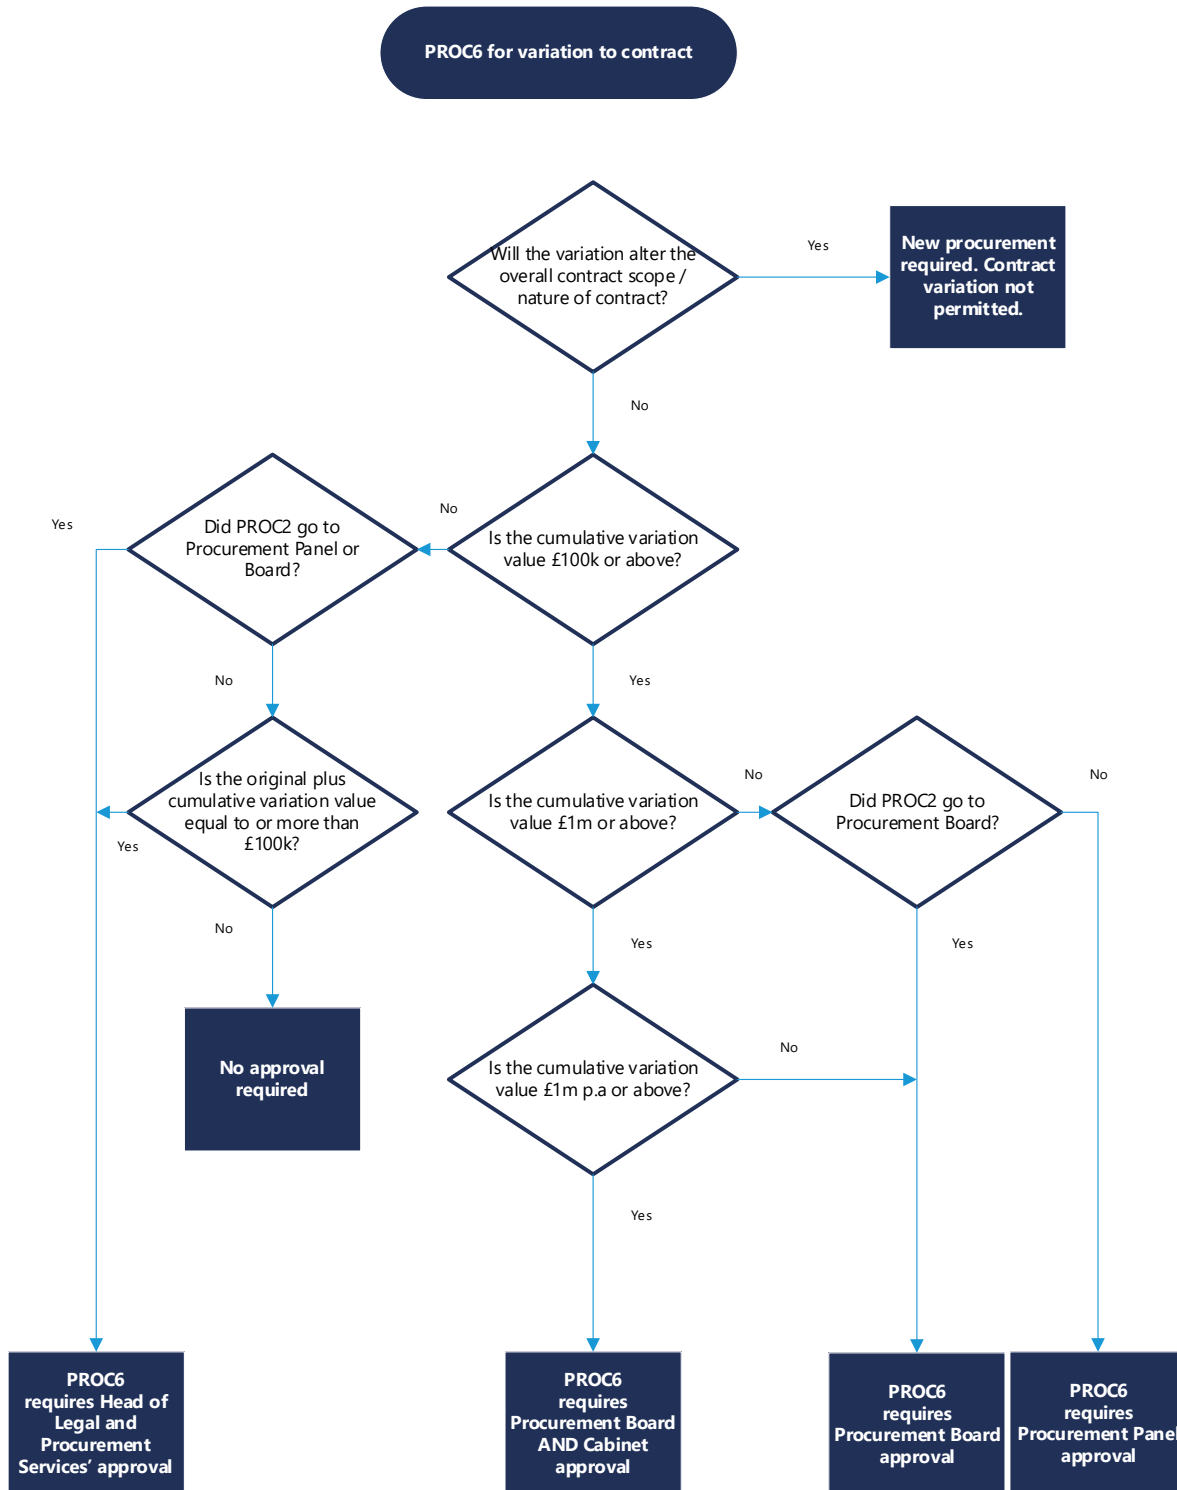 PROC6 for variation to contract
Will the variation alter the
overall contract scope /
nature of contract?
Yes
New procurement
required. Contract
variation not
permitted.
No
Yes
Did PROC2 go to
Procurement Panel or
Board?
No
Is the cumulative variation
value £100k or above?
No
Yes
Is the original plus
cumulative variation value
equal to or more than
£100k?
Yes
Is the cumulative variation
value £1m or above?
No
Did PROC2 go to
Procurement Board?
No
No
Yes
Yes
No approval
required
Is the cumulative variation
value £1m p.a or above?
No
Yes
PROC6
requires Head of
Legal and
Procurement
Services’ approval
PROC6
requires
Procurement Board
AND Cabinet
approval
PROC6
requires
Procurement Board
approval
PROC6
requires
Procurement Panel
approval